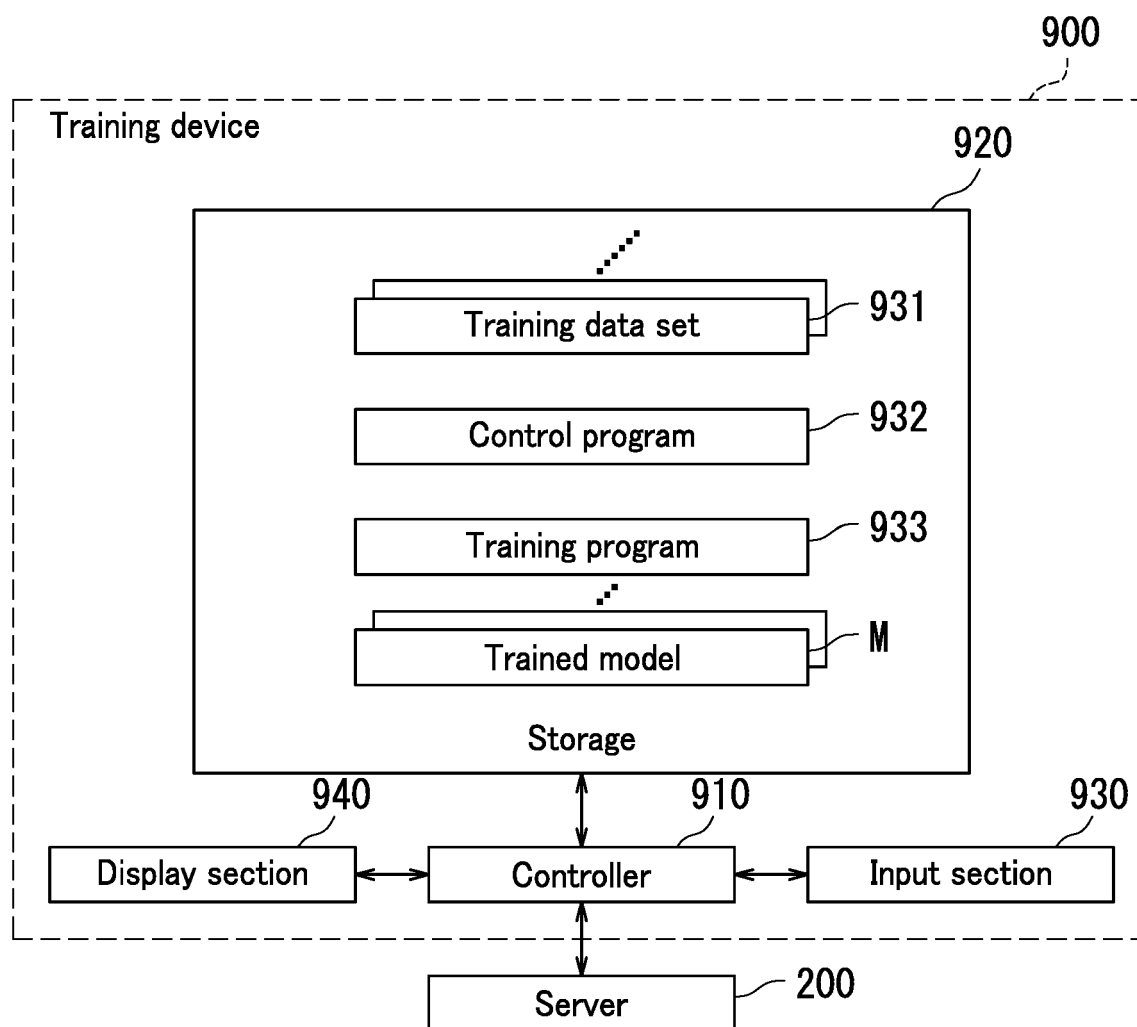 900
Training device
920
Training data set
931
Control program
932
Training program
933
Trained model
M
Storage
940
910
930
Display section
Controller
Input section
Server
200